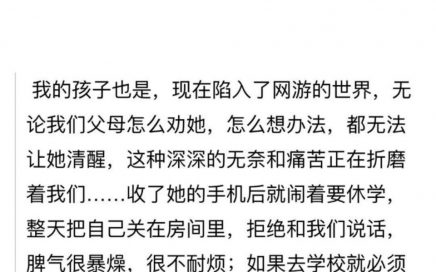 我的孩子也是，现在陷入了网游的世界，无
论我们父母怎么劝她，怎么想办法，都无法
让她清醒，这种深深的无奈和痛苦正在折磨
着我们……收了她的手机后就闹着要休学，
整天把自己关在房间里，拒绝和我们说话，
脾气很暴燥，很不耐烦；如果去学校就必须